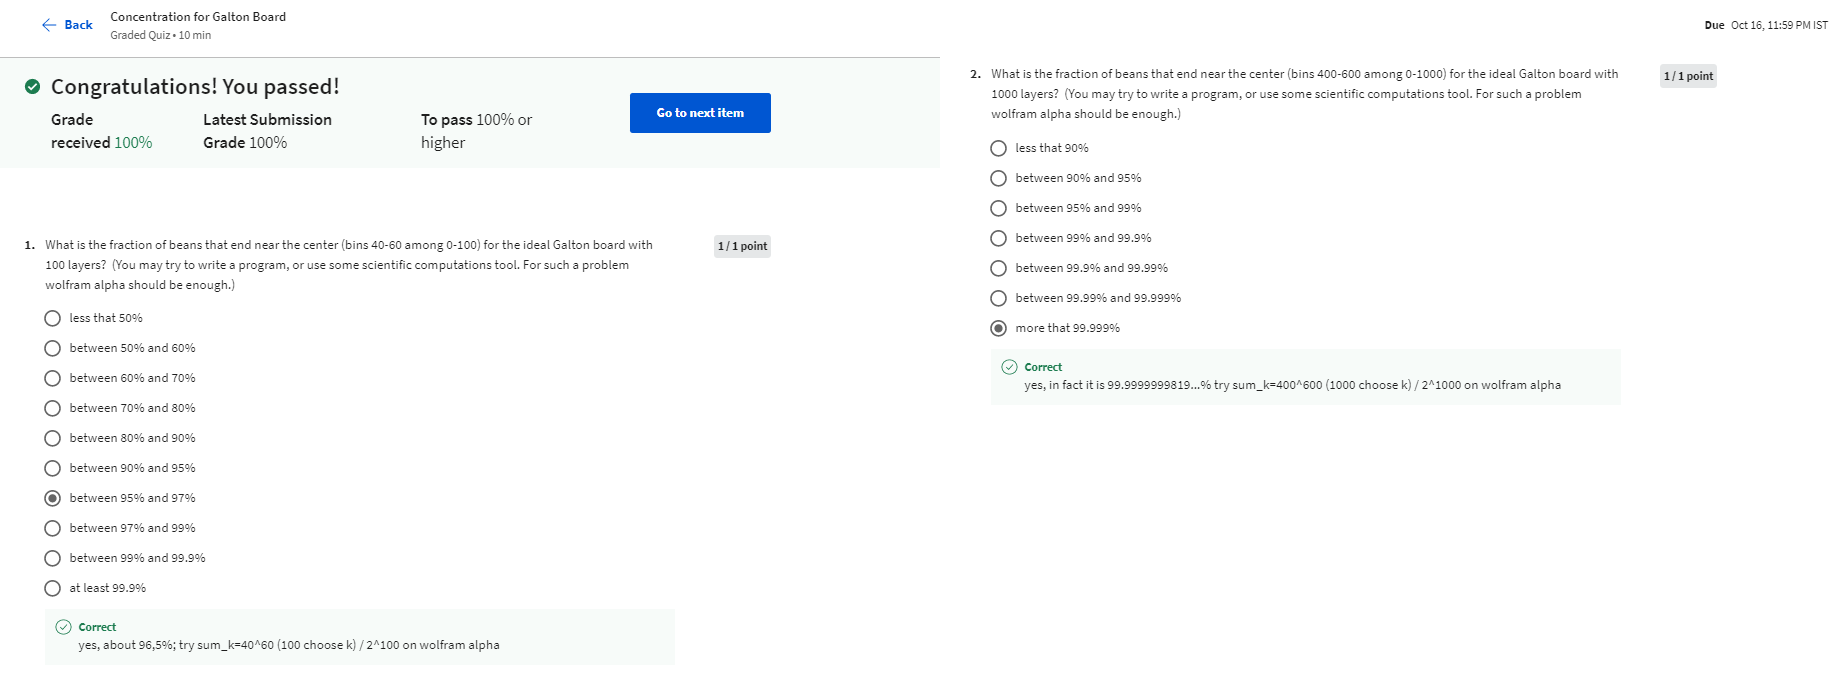 Back
Concentration for Galton Board
Graded Quiz • 10 min
Due Oct 16, 11:59 PM IST
Congratulations! You passed!
Grade
received 100%
Latest Submission
Grade 100%
To pass 100% or
higher
Go to next item
1. What is the fraction of beans that end near the center (bins 40-60 among 0-100) for the ideal Galton board with
100 layers? (You may try to write a program, or use some scientific computations tool. For such a problem
wolfram alpha should be enough.)
1 / 1 point
less that 50%
between 50% and 60%
between 60% and 70%
between 70% and 80%
between 80% and 90%
between 90% and 95%
between 95% and 97%
between 97% and 99%
between 99% and 99.9%
at least 99.9%
Correct
yes, about 96,5%; try sum_k=40^60 (100 choose k) / 2^100 on wolfram alpha
2. What is the fraction of beans that end near the center (bins 400-600 among 0-1000) for the ideal Galton board with
1000 layers? (You may try to write a program, or use some scientific computations tool. For such a problem
wolfram alpha should be enough.)
1 / 1 point
less that 90%
between 90% and 95%
between 95% and 99%
between 99% and 99.9%
between 99.9% and 99.99%
between 99.99% and 99.999%
more that 99.999%
Correct
yes, in fact it is 99.9999999819...% try sum_k=400^600 (1000 choose k) / 2^1000 on wolfram alpha